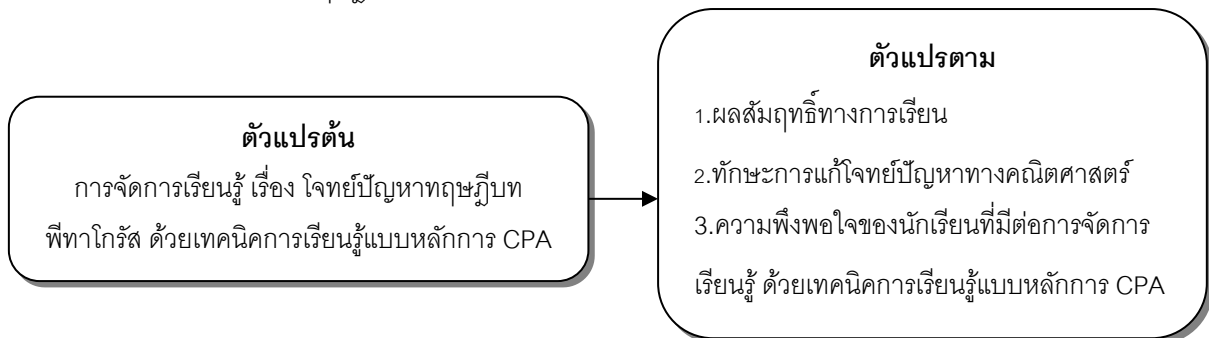 ตัวแปรต้น
การจัดการเรียนรู้ เรื่อง โจทย์ปัญหาทฤษฎีบท
พีทาโกรัส ด้วยเทคนิคการเรียนรู้แบบหลักการ CPA
ตัวแปรตาม
1.ผลสัมฤทธิ์ทางการเรียน
2.ทักษะการแก้โจทย์ปัญหาทางคณิตศาสตร์
3.ความพึงพอใจของนักเรียนที่มีต่อการจัดการ
เรียนรู้ ด้วยเทคนิคการเรียนรู้แบบหลักการ CPA